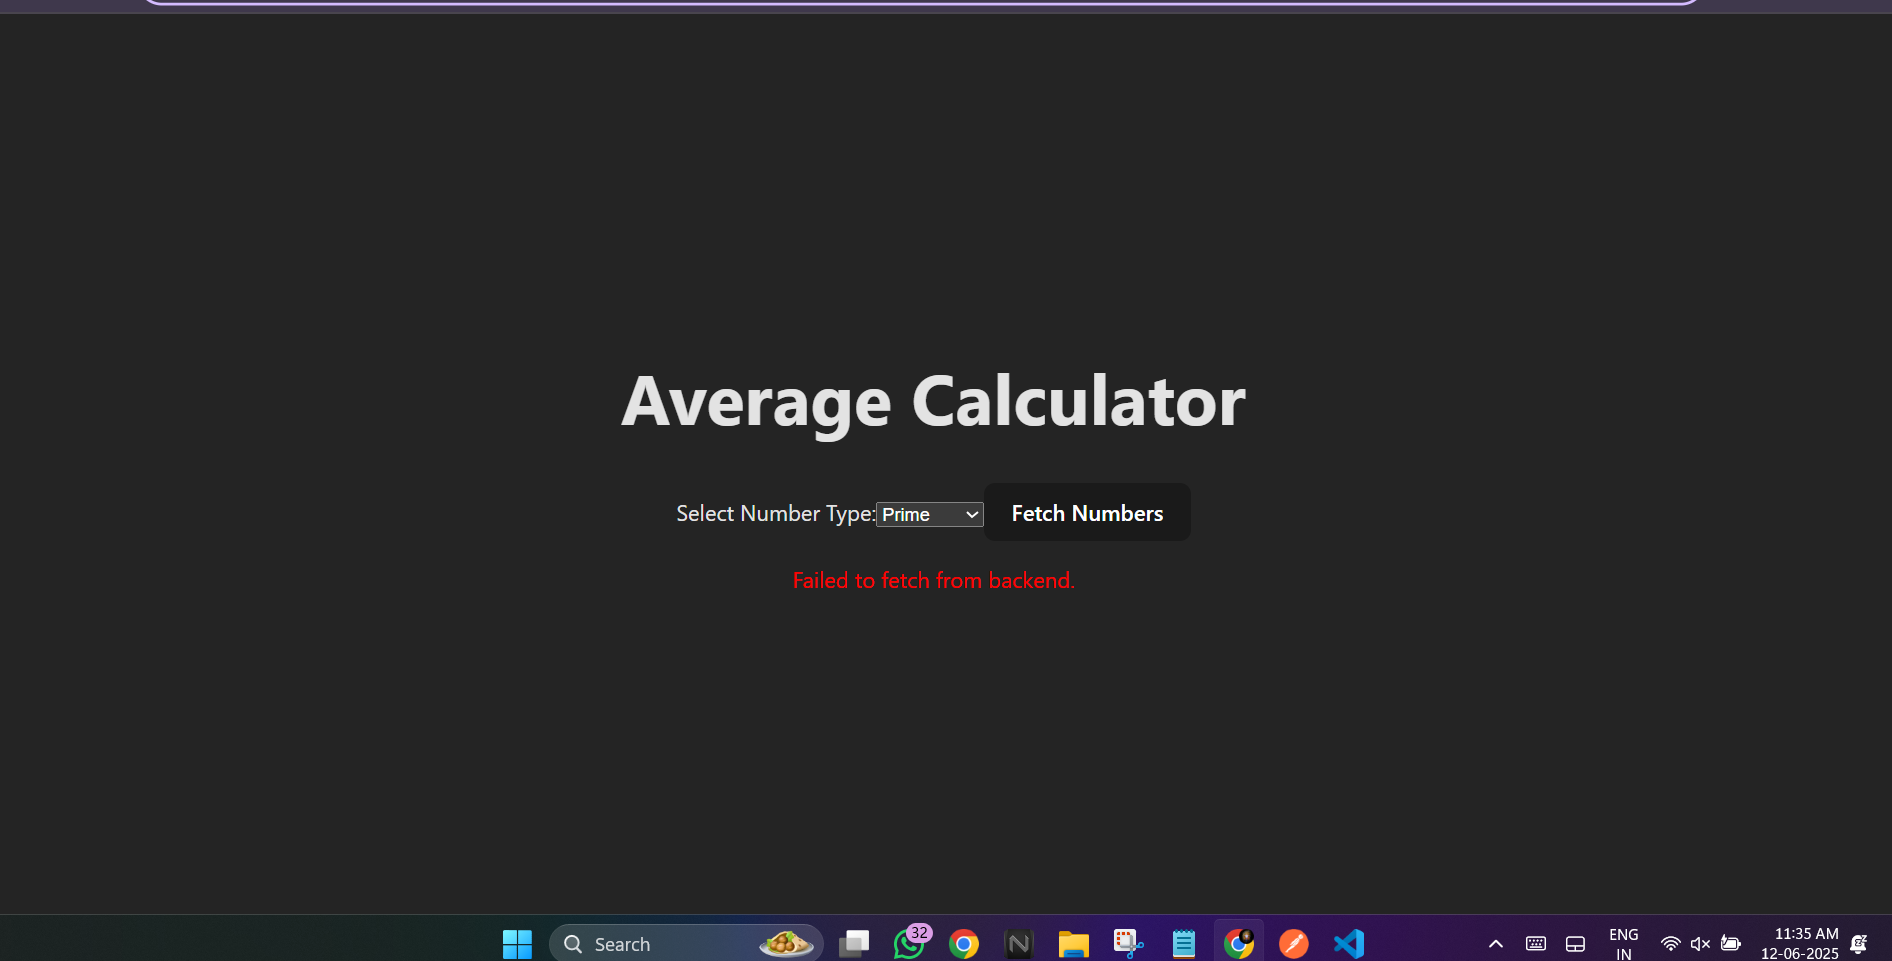 Average Calculator
Select Number Type: Prime Fetch Numbers
Failed to fetch from backend.
Search
32
ENG
IN
11:35 AM
12-06-2025